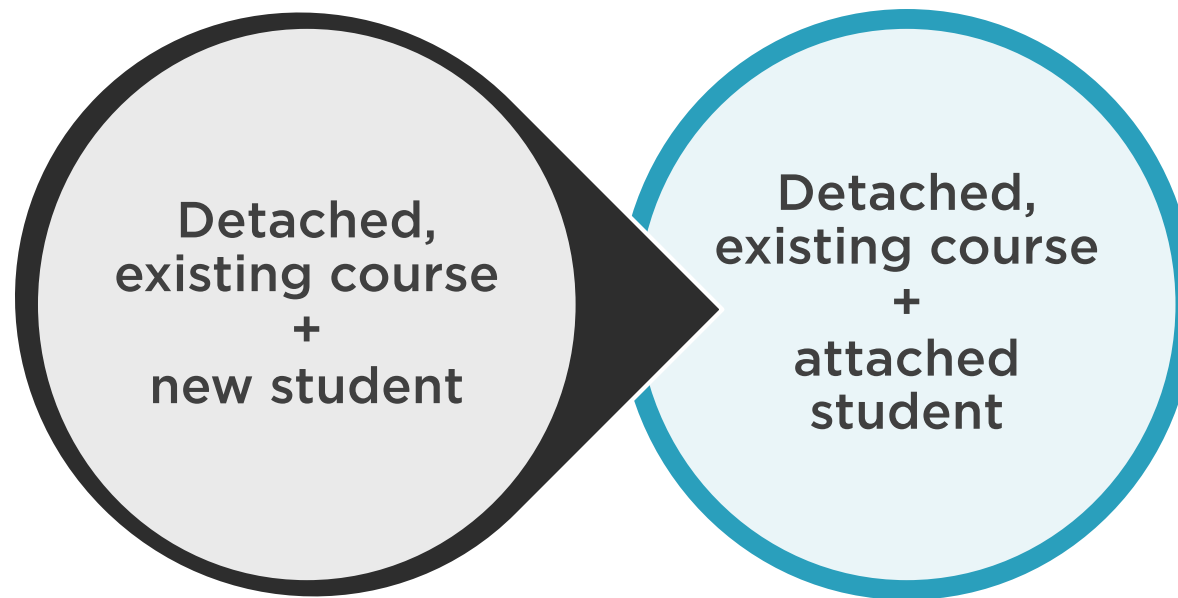 Detached,
existing course
+
new student
Detached,
existing course
+
attached
student